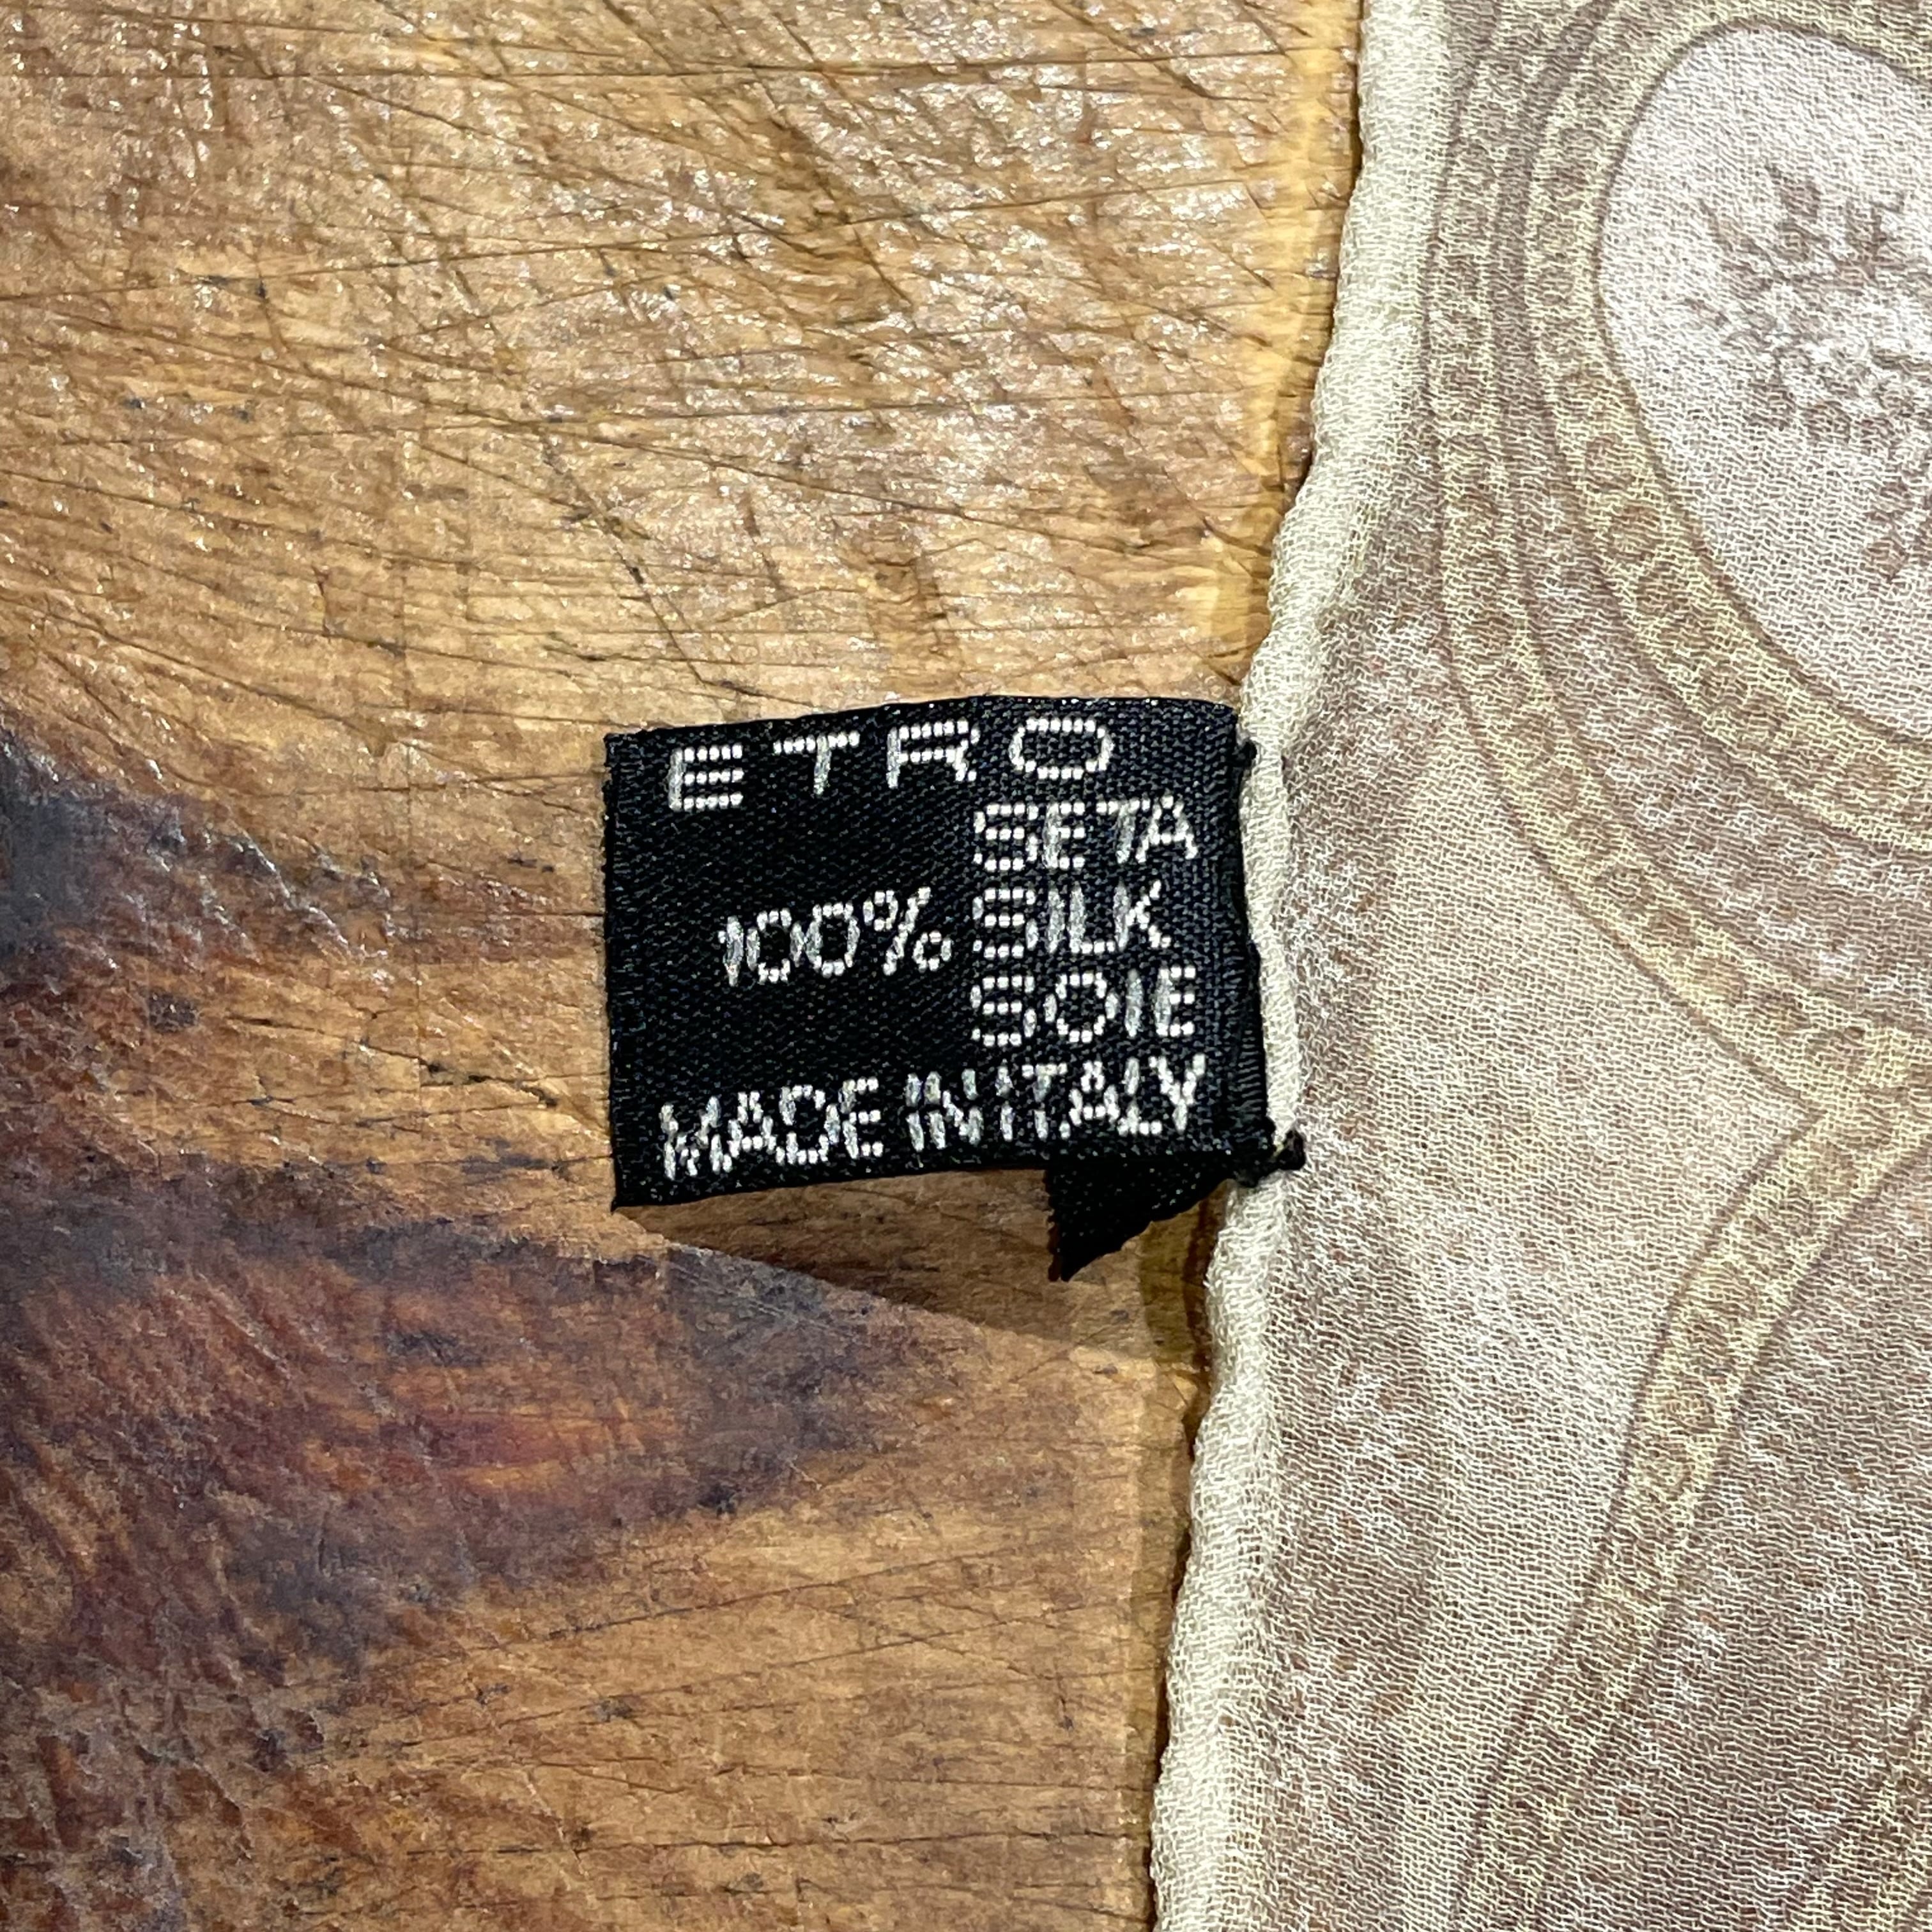 ETRO
SETA
100% SILK
SOIE
MADE IN ITALY